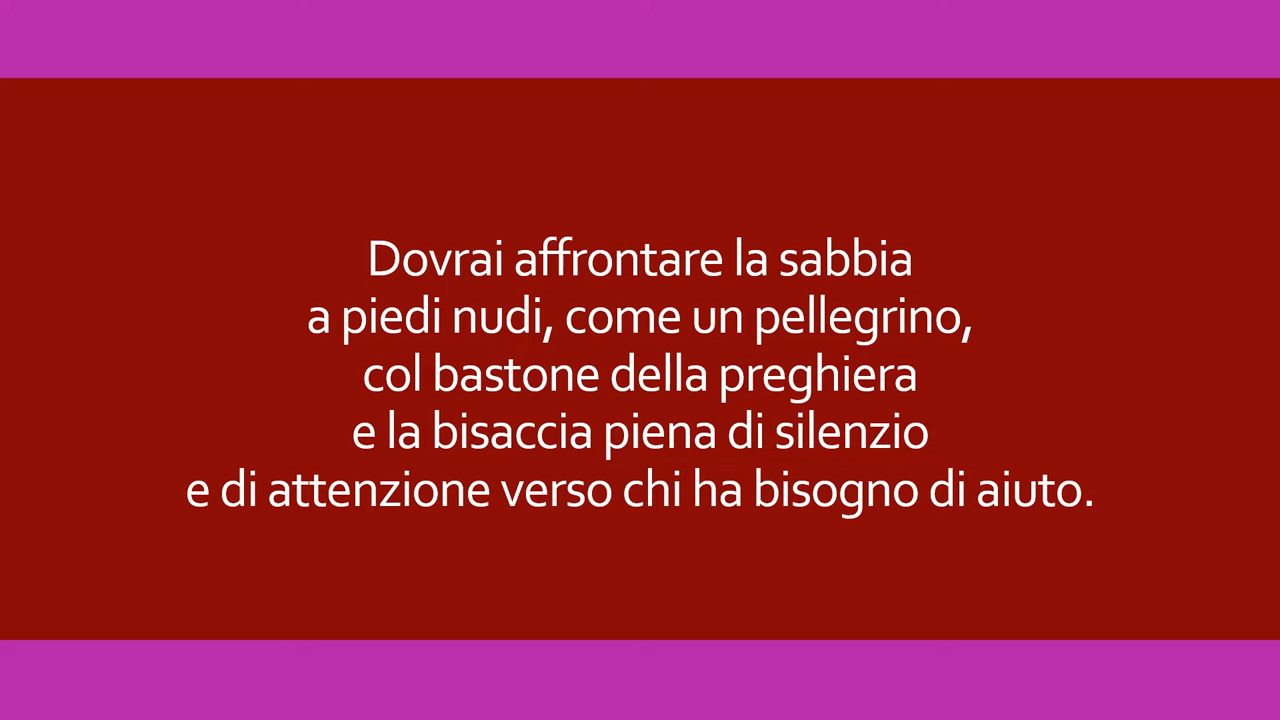 Dovrai affrontare la sabbia
a piedi nudi, come un pellegrino,
col bastone della preghiera
e la bisaccia piena di silenzio
e di attenzione verso chi ha bisogno di aiuto.